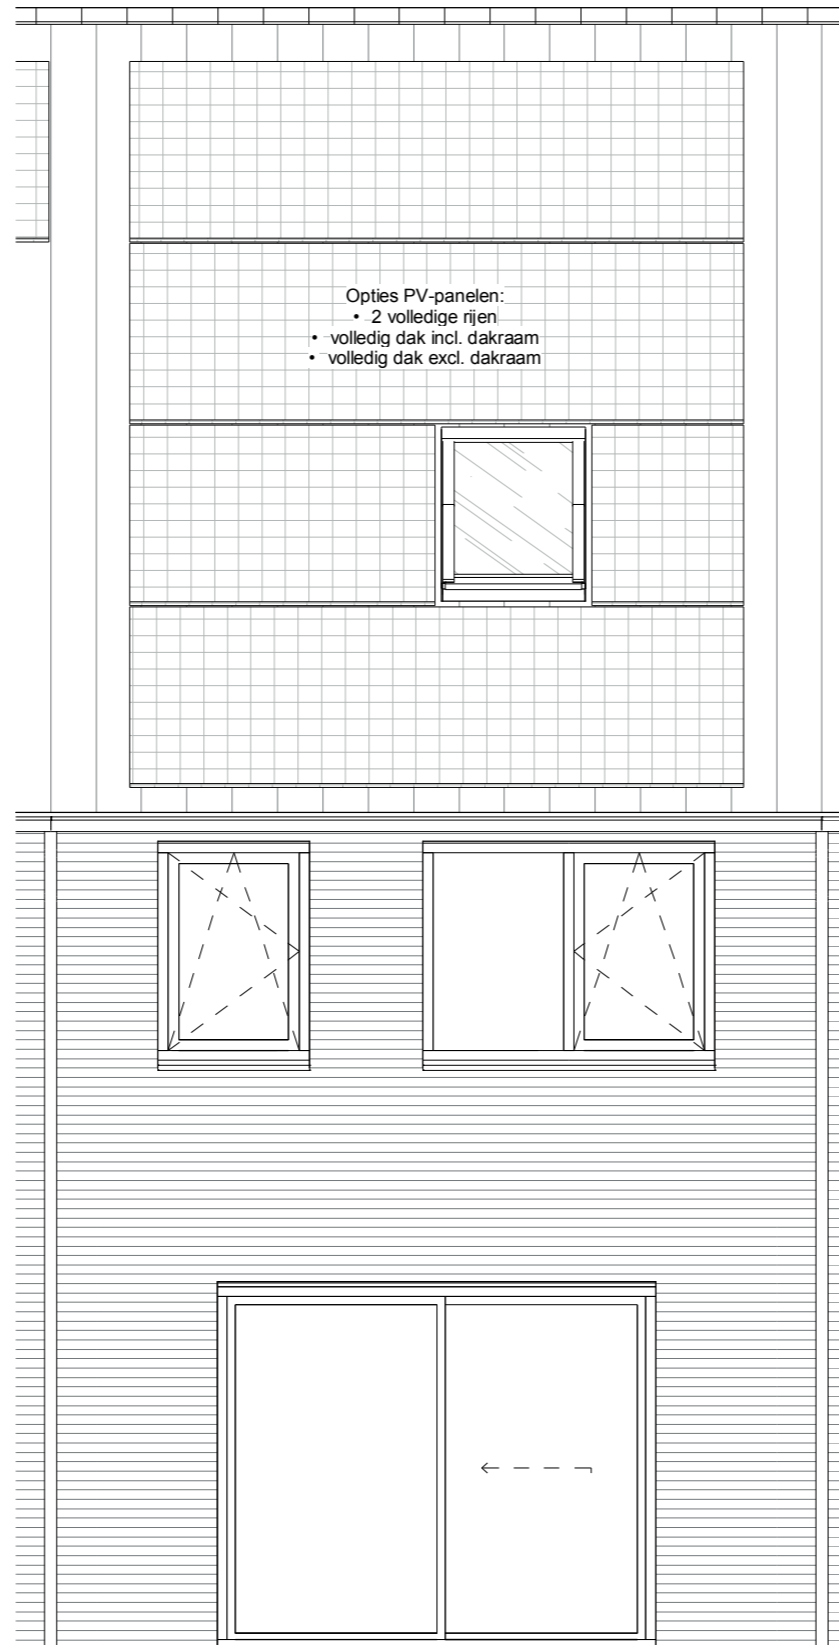 Opties PV-panelen:
• 2 volledige rijen
• volledig dak incl. dakraam
• volledig dak excl. dakraam